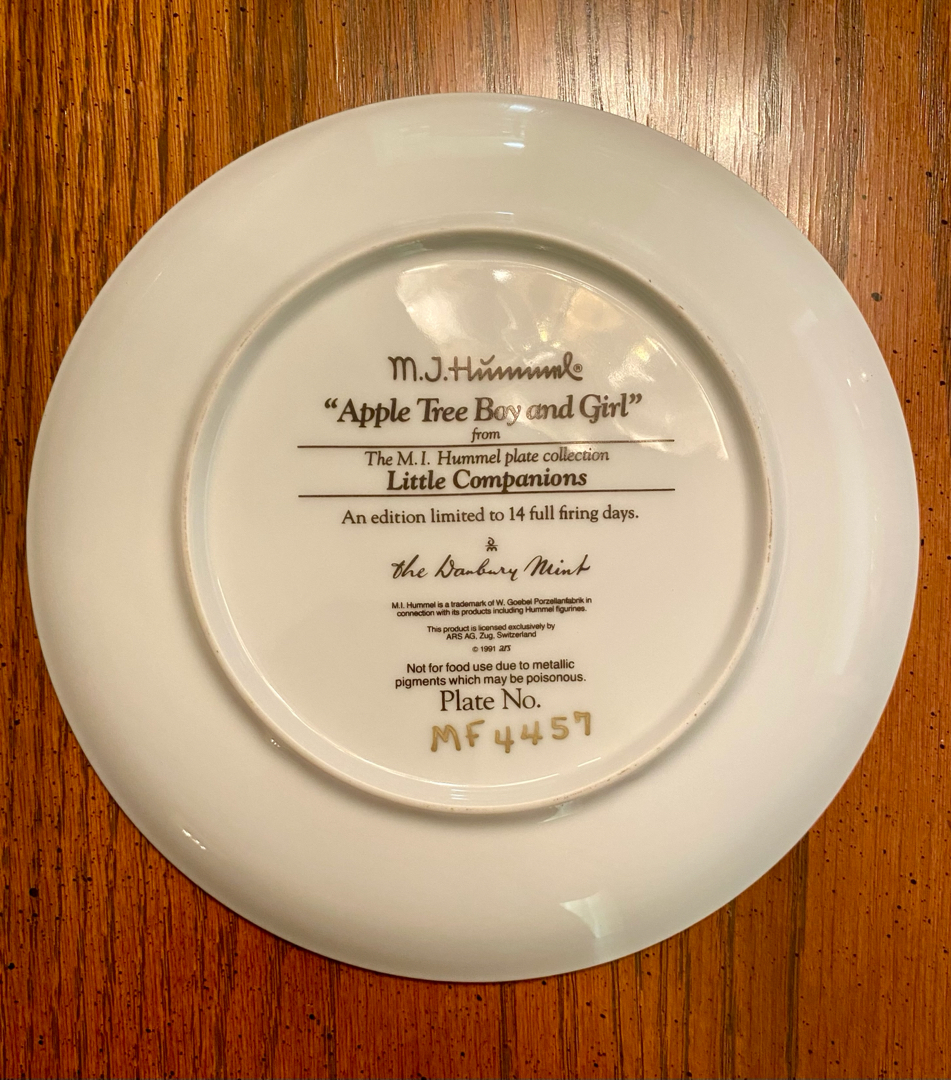 M.J.Hummel®
“Apple Tree Boy and Girl”
from
The M.I. Hummel plate collection
Little Companions
An edition limited to 14 full firing days.
the Danbury Mint
M.I. Hummel is a trademark of W. Goebel Porzellanfabrik in
connection with its products including Hummel figurines.
This product is licensed exclusively by
ARS AG, Zug, Switzerland
© 1991 ars
Not for food use due to metallic
pigments which may be poisonous.
Plate No.
MF4457